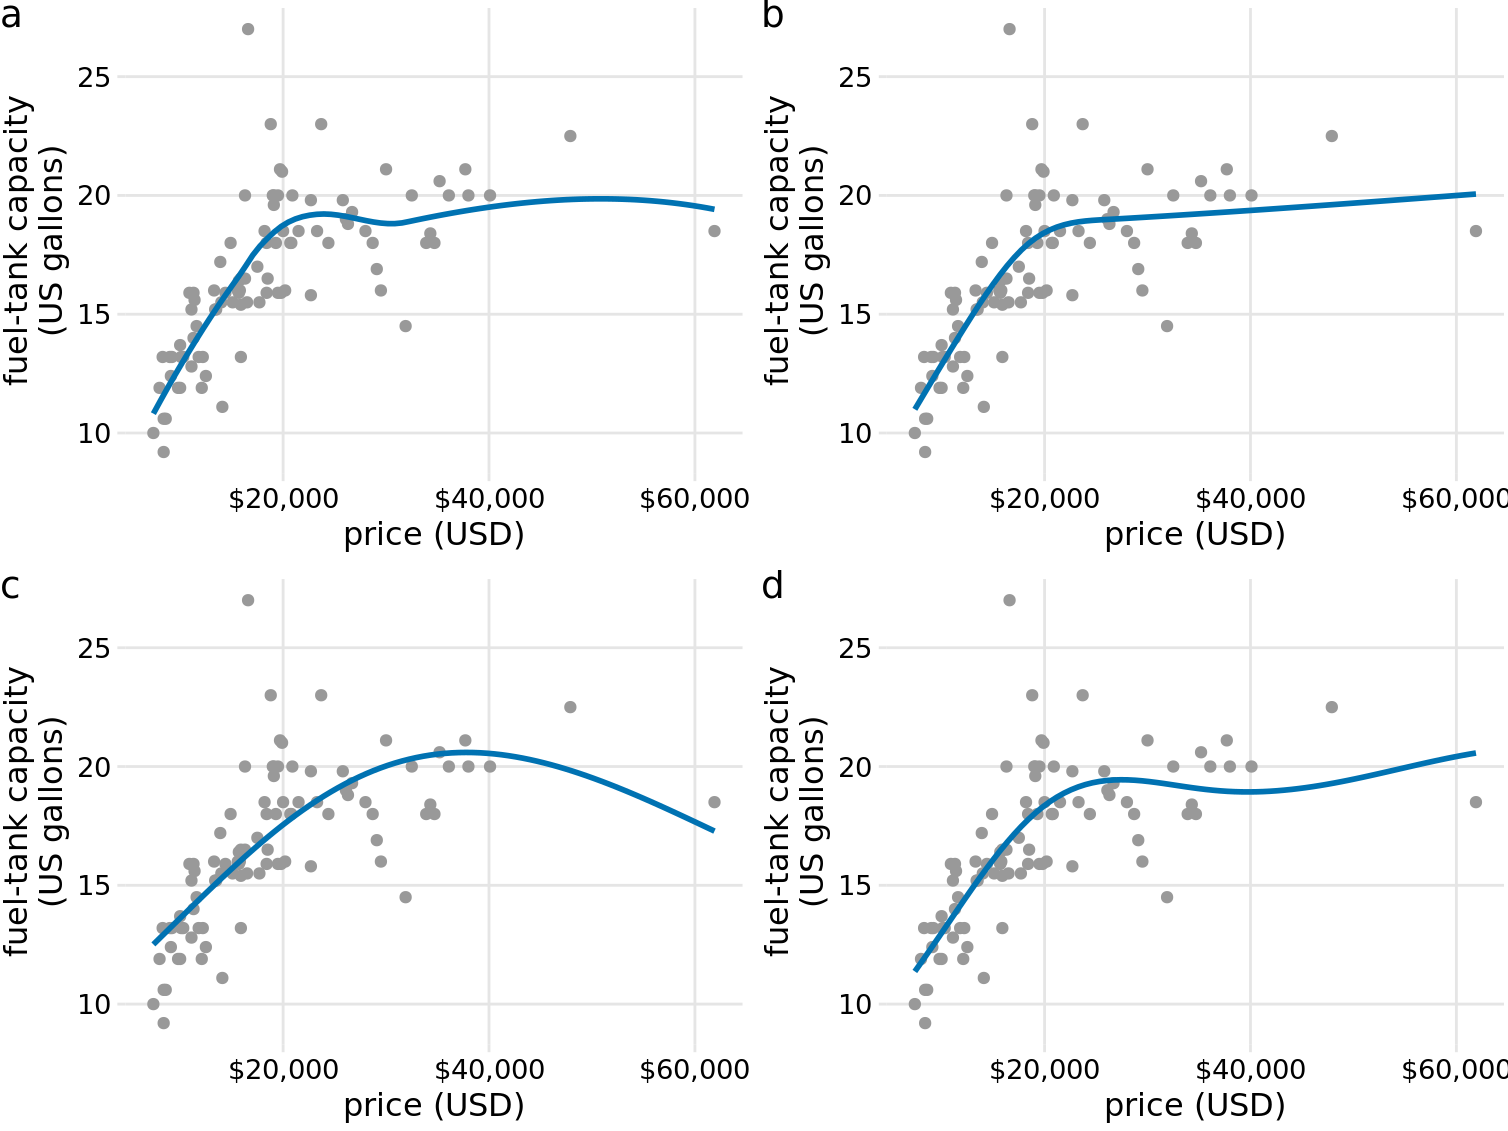 a
fuel-tank capacity
(US gallons)
25
20
15
10
$20,000
$40,000
$60,000
price (USD)
b
fuel-tank capacity
(US gallons)
25
20
15
10
$20,000
$40,000
$60,000
price (USD)
c
fuel-tank capacity
(US gallons)
25
20
15
10
$20,000
$40,000
$60,000
price (USD)
d
fuel-tank capacity
(US gallons)
25
20
15
10
$20,000
$40,000
$60,000
price (USD)